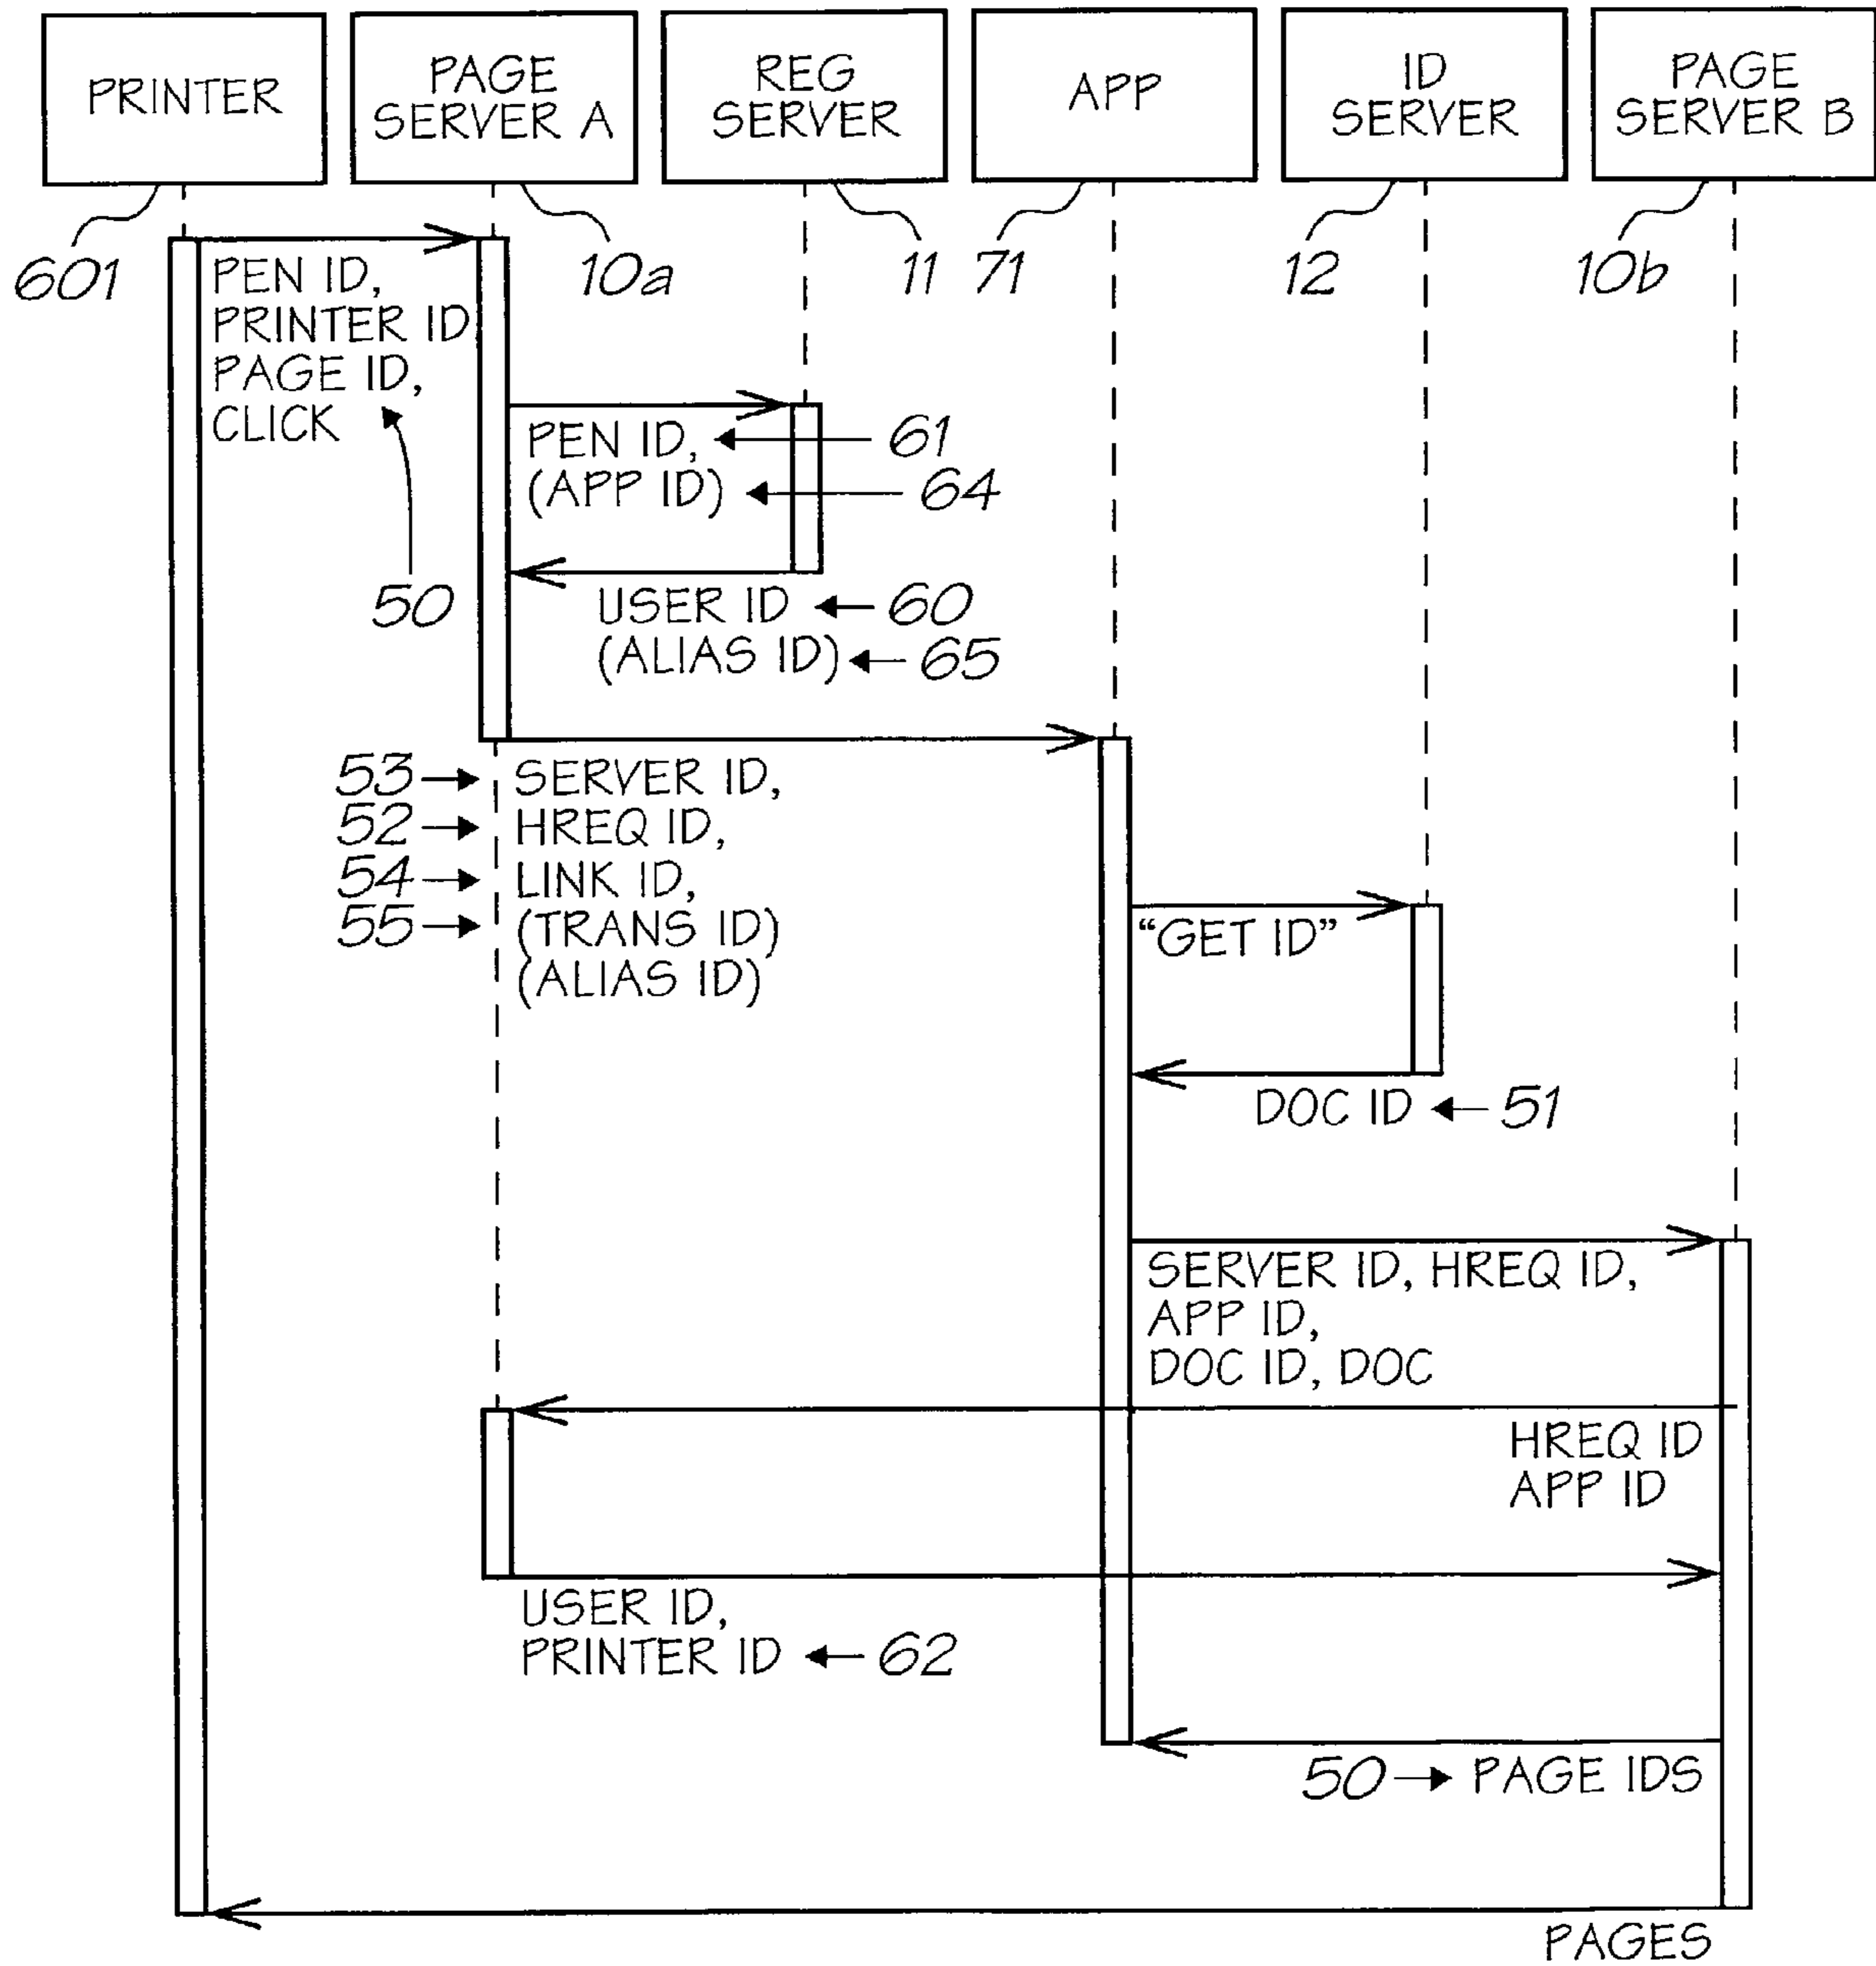 PRINTER
PAGE
SERVER A
REG
SERVER
APP
ID
SERVER
PAGE
SERVER B
601
10a
11
71
12
10b
PEN ID,
PRINTER ID
PAGE ID,
CLICK
50
PEN ID,
61
(APP ID)
64
USER ID
60
(ALIAS ID)
65
53
SERVER ID,
52
HREQ ID,
54
LINK ID,
55
(TRANS ID)
(ALIAS ID)
“GET ID”
DOC ID
51
SERVER ID, HREQ ID,
APP ID,
DOC ID, DOC
HREQ ID
APP ID
USER ID,
PRINTER ID
62
50
PAGE IDS
PAGES